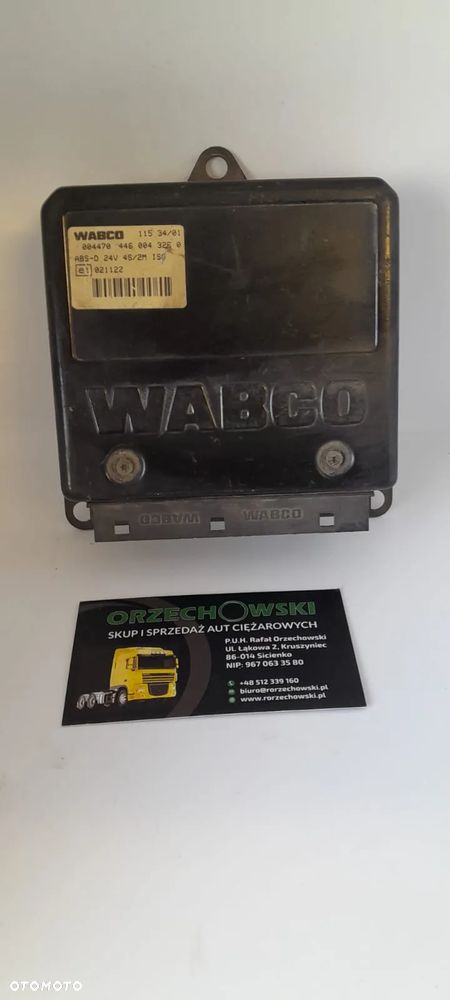 WABCO 115 34/01
004470 446 004 326 0
ABS-D 24V 4S/2M ISO
e1 021122
WABCO
WABCO WABCO
ORZECHOWSKI
SKUP I SPRZEDAŻ AUT CIĘŻAROWYCH
P.U.H. Rafał Orzechowski
Ul. Łąkowa 2, Kruszyniec
86-014 Sicienko
NIP: 967 063 35 80
+48 512 339 160
biuro@rorzechowski.pl
www.rorzechowski.pl
OTOMOTO